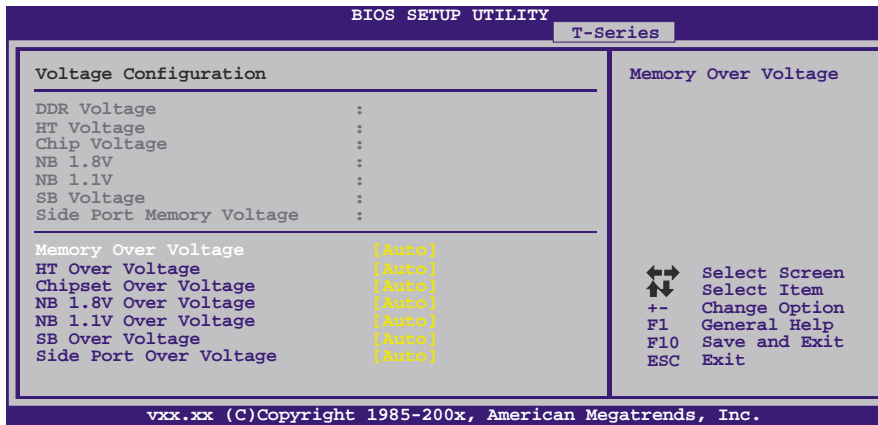 BIOS SETUP UTILITY
T-Series
Voltage Configuration
DDR Voltage :
HT Voltage :
Chip Voltage :
NB 1.8V :
NB 1.1V :
SB Voltage :
Side Port Memory Voltage :
Memory Over Voltage [Auto]
HT Over Voltage [Auto]
Chipset Over Voltage [Auto]
NB 1.8V Over Voltage [Auto]
NB 1.1V Over Voltage [Auto]
SB Over Voltage [Auto]
Side Port Over Voltage [Auto]
Memory Over Voltage
Select Screen
Select Item
+- Change Option
F1 General Help
F10 Save and Exit
ESC Exit
vxx.xx (C)Copyright 1985-200x, American Megatrends, Inc.